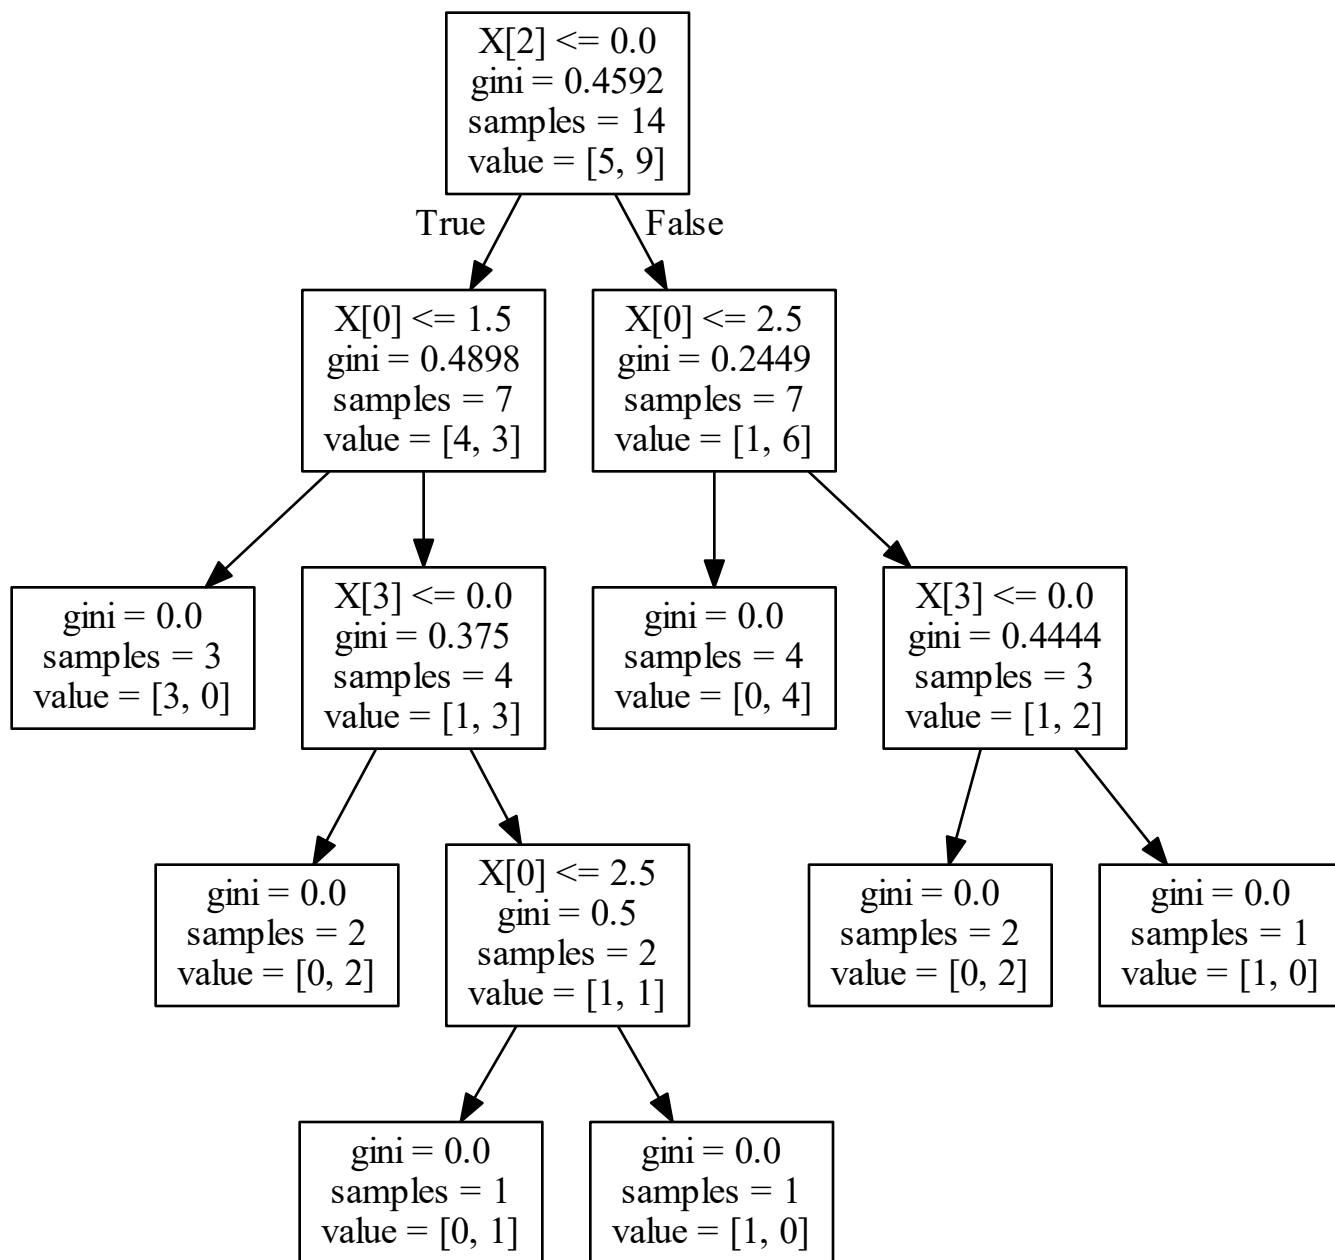 X[2] <= 0.0
gini = 0.4592
samples = 14
value = [5, 9]
True
False
X[0] <= 1.5
gini = 0.4898
samples = 7
value = [4, 3]
X[0] <= 2.5
gini = 0.2449
samples = 7
value = [1, 6]
gini = 0.0
samples = 3
value = [3, 0]
X[3] <= 0.0
gini = 0.375
samples = 4
value = [1, 3]
gini = 0.0
samples = 4
value = [0, 4]
X[3] <= 0.0
gini = 0.4444
samples = 3
value = [1, 2]
gini = 0.0
samples = 2
value = [0, 2]
X[0] <= 2.5
gini = 0.5
samples = 2
value = [1, 1]
gini = 0.0
samples = 2
value = [0, 2]
gini = 0.0
samples = 1
value = [1, 0]
gini = 0.0
samples = 1
value = [0, 1]
gini = 0.0
samples = 1
value = [1, 0]